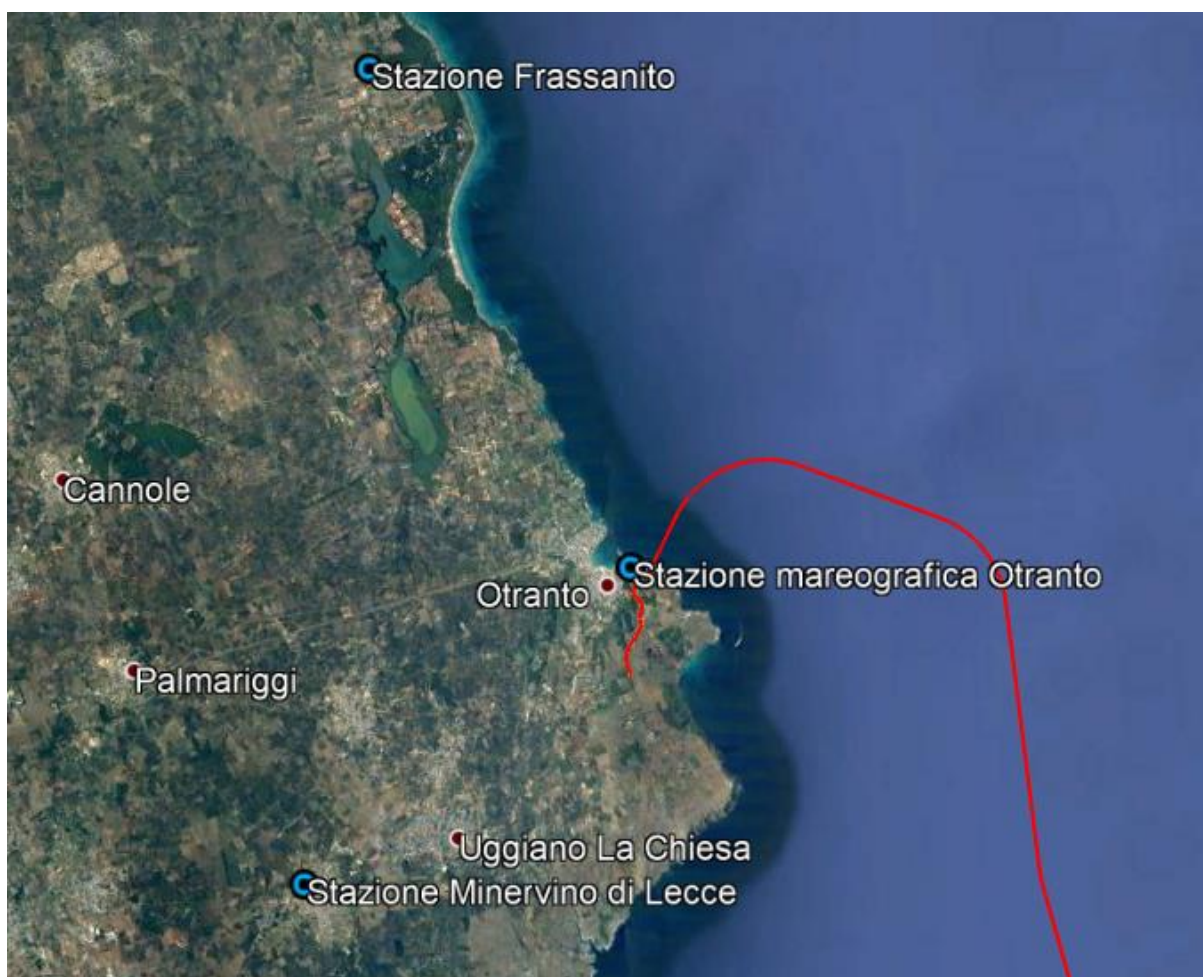 Stazione Frassanito
Cannole
Stazione mareografica Otranto
Otranto
Palmariggi
Uggiano La Chiesa
Stazione Minervino di Lecce